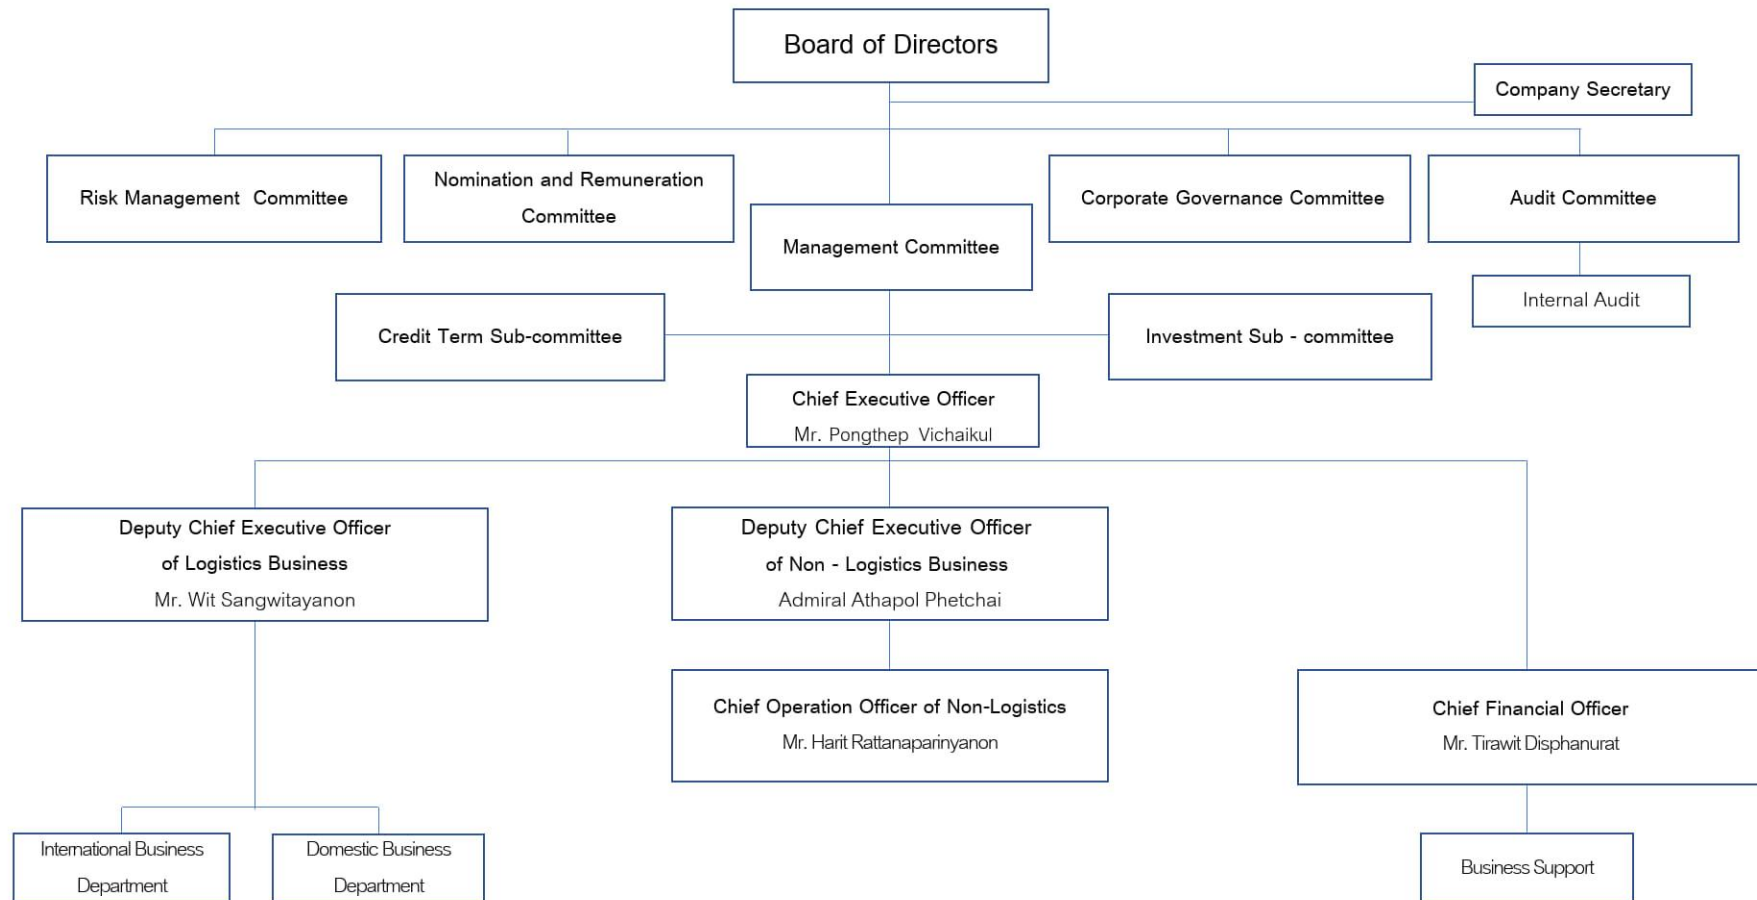 Board of Directors
Company Secretary
Risk Management Committee
Nomination and Remuneration
Committee
Management Committee
Corporate Governance Committee
Audit Committee
Internal Audit
Credit Term Sub-committee
Investment Sub - committee
Chief Executive Officer
Mr. Pongthep Vichaikul
Deputy Chief Executive Officer
of Logistics Business
Mr. Wit Sangwitayanon
Deputy Chief Executive Officer
of Non - Logistics Business
Admiral Athapol Phetchai
Chief Operation Officer of Non-Logistics
Mr. Harit Rattanaparinyanon
Chief Financial Officer
Mr. Tirawit Disphanurat
International Business
Department
Domestic Business
Department
Business Support